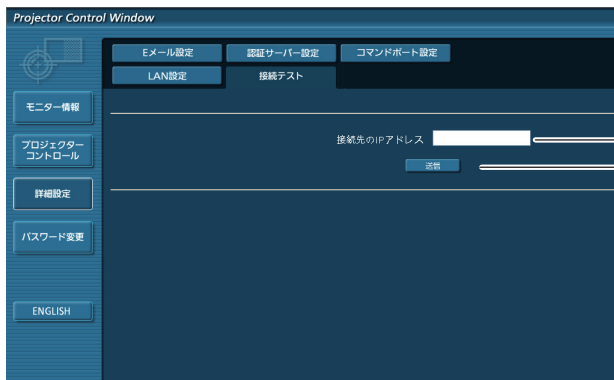 Projector Control Window
Eメール設定 認証サーバー設定 コマンドポート設定
LAN設定 接続テスト
モニター情報
接続先のIPアドレス
プロジェクター
コントロール
送信
詳細設定
パスワード変更
ENGLISH